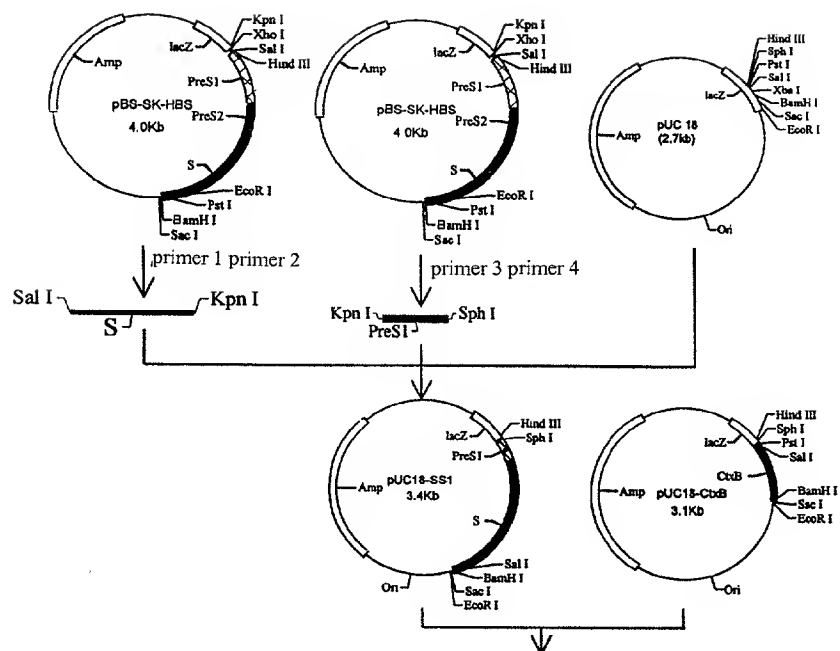 Kpn I
Xho I
Sal I
Hind III
lacZ
Amp
PreS1
pBS-SK-HBS
4.0Kb
PreS2
S
EcoR I
Pst I
BamH I
Sac I
Kpn I
Xho I
Sal I
Hind III
lacZ
Amp
PreS1
pBS-SK-HBS
4.0Kb
PreS2
S
EcoR I
Pst I
BamH I
Sac I
Hind III
Sph I
Pst I
Sal I
Xba I
BamH I
Sac I
EcoR I
lacZ
Amp
pUC 18
(2.7kb)
Ori
primer 1 primer 2
Sal I
Kpn I
S
primer 3 primer 4
Kpn I
Sph I
PreS1
Hind III
Sph I
lacZ
PreS1
Amp
pUC18-SS1
3.4Kb
S
Sal I
BamH I
Sac I
EcoR I
Ori
Hind III
Sph I
Pst I
Sal I
lacZ
CtxB
Amp
pUC18-CtxB
3.1Kb
BamH I
Sac I
EcoR I
Ori